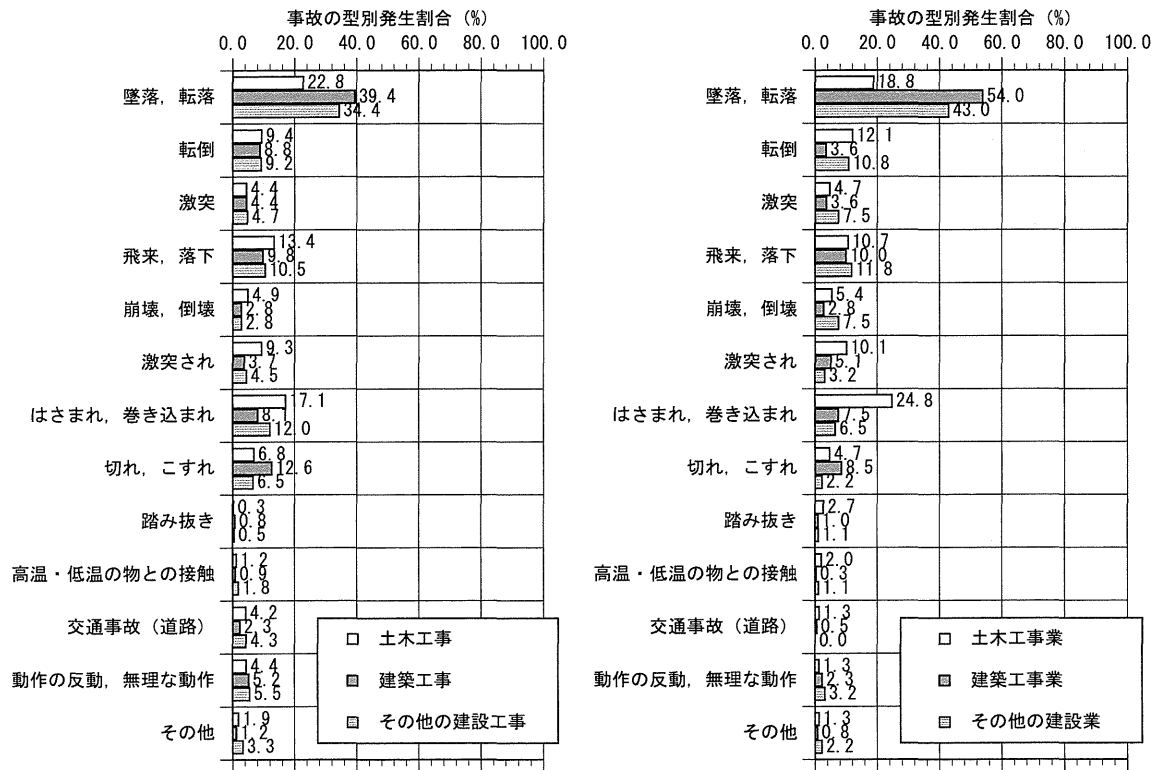 事故の型別発生割合 (%)
0.0 20.0 40.0 60.0 80.0 100.0
墜落,転落
22.8
39.4
34.4
転倒
9.4
8.8
9.2
激突
4.4
4.4
4.7
飛来,落下
13.4
9.8
10.5
崩壊,倒壊
4.9
2.8
2.8
激突され
9.3
3.7
4.5
はさまれ,巻き込まれ
17.1
8.1
12.0
切れ,こすれ
6.8
12.6
6.5
踏み抜き
0.3
0.8
0.5
高温・低温の物との接触
1.2
0.9
1.8
交通事故(道路)
4.2
2.3
4.3
動作の反動,無理な動作
4.4
5.2
5.5
その他
1.9
1.2
3.3
土木工事
建築工事
その他の建設工事
事故の型別発生割合 (%)
0.0 20.0 40.0 60.0 80.0 100.0
墜落,転落
18.8
54.0
43.0
転倒
12.1
3.6
10.8
激突
4.7
3.6
7.5
飛来,落下
10.7
10.0
11.8
崩壊,倒壊
5.4
2.8
7.5
激突され
10.1
5.1
3.2
はさまれ,巻き込まれ
24.8
7.5
6.5
切れ,こすれ
4.7
8.5
2.2
踏み抜き
2.7
1.0
1.1
高温・低温の物との接触
2.0
0.3
1.1
交通事故(道路)
1.3
0.5
0.0
動作の反動,無理な動作
1.3
2.3
3.2
その他
1.3
0.8
2.2
土木工事業
建築工事業
その他の建設業